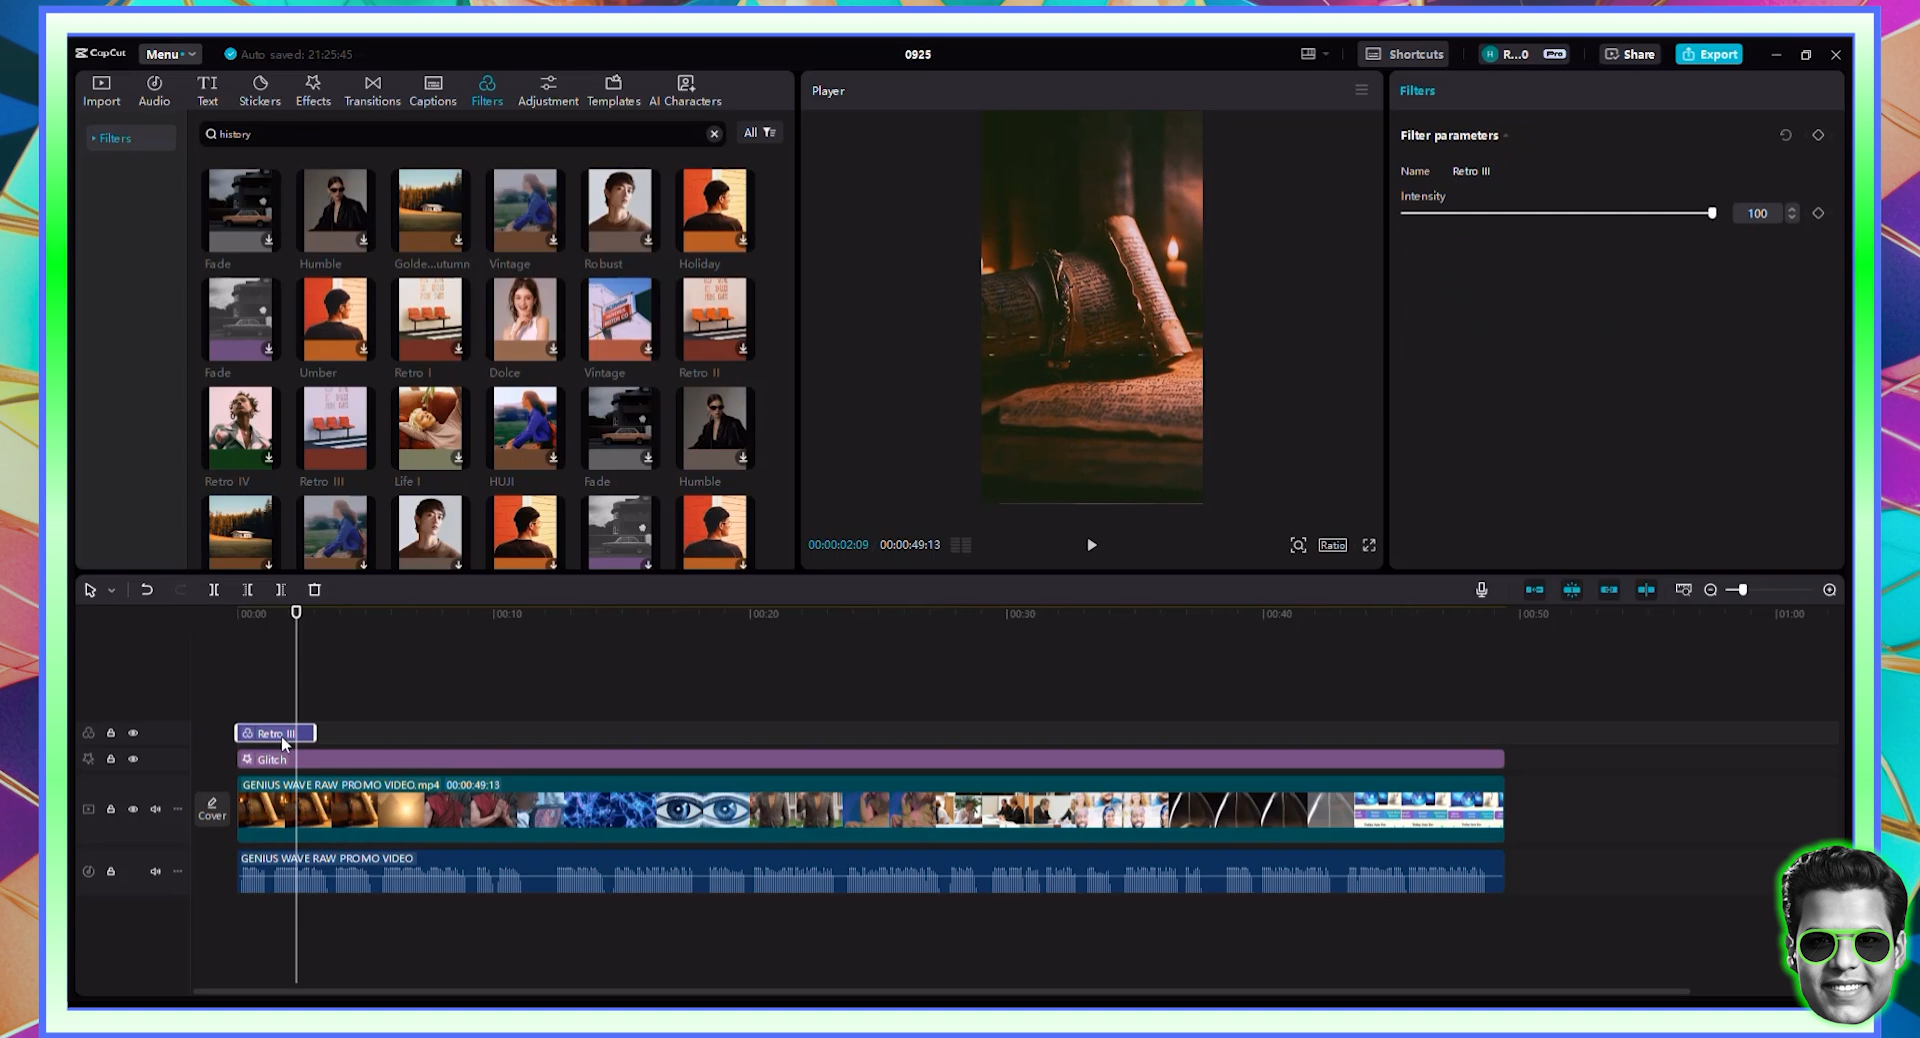 CapCut
Menu
Auto saved: 21:25:45
0925
Shortcuts
R...0
Pro
Share
Export
Import
Audio
Text
Stickers
Effects
Transitions
Captions
Filters
Adjustment
Templates
AI Characters
Filters
history
All
Fade
Humble
Golde...utumn
Vintage
Robust
Holiday
Fade
Umber
Retro I
Dolce
Vintage
Retro II
Retro IV
Retro III
Life I
HUJI
Fade
Humble
Player
00:00:02:09
00:00:49:13
Ratio
Filters
Filter parameters
Name
Retro III
Intensity
100
00:00
00:10
00:20
00:30
00:40
00:50
01:00
Retro III
Glitch
Cover
GENIUS WAVE RAW PROMO VIDEO.mp4 00:00:49:13
GENIUS WAVE RAW PROMO VIDEO